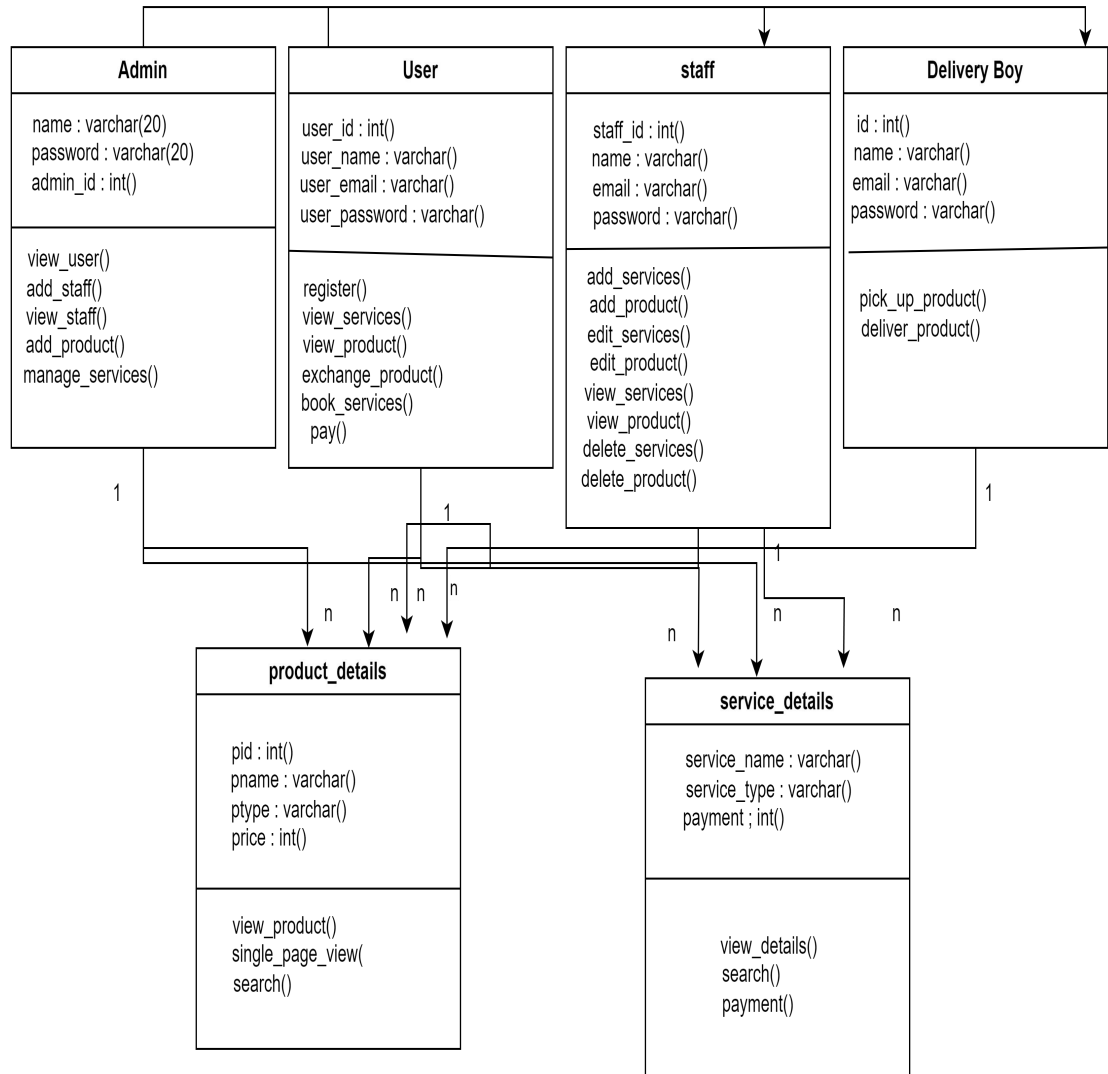 Admin
name : varchar(20)
password : varchar(20)
admin_id : int()
view_user()
add_staff()
view_staff()
add_product()
manage_services()
User
user_id : int()
user_name : varchar()
user_email : varchar()
user_password : varchar()
register()
view_services()
view_product()
exchange_product()
book_services()
pay()
staff
staff_id : int()
name : varchar()
email : varchar()
password : varchar()
add_services()
add_product()
edit_services()
edit_product()
view_services()
view_product()
delete_services()
delete_product()
Delivery Boy
id : int()
name : varchar()
email : varchar()
password : varchar()
pick_up_product()
deliver_product()
1
1
1
1
n
n
n
n
n
n
n
product_details
pid : int()
pname : varchar()
ptype : varchar()
price : int()
view_product()
single_page_view(
search()
service_details
service_name : varchar()
service_type : varchar()
payment ; int()
view_details()
search()
payment()